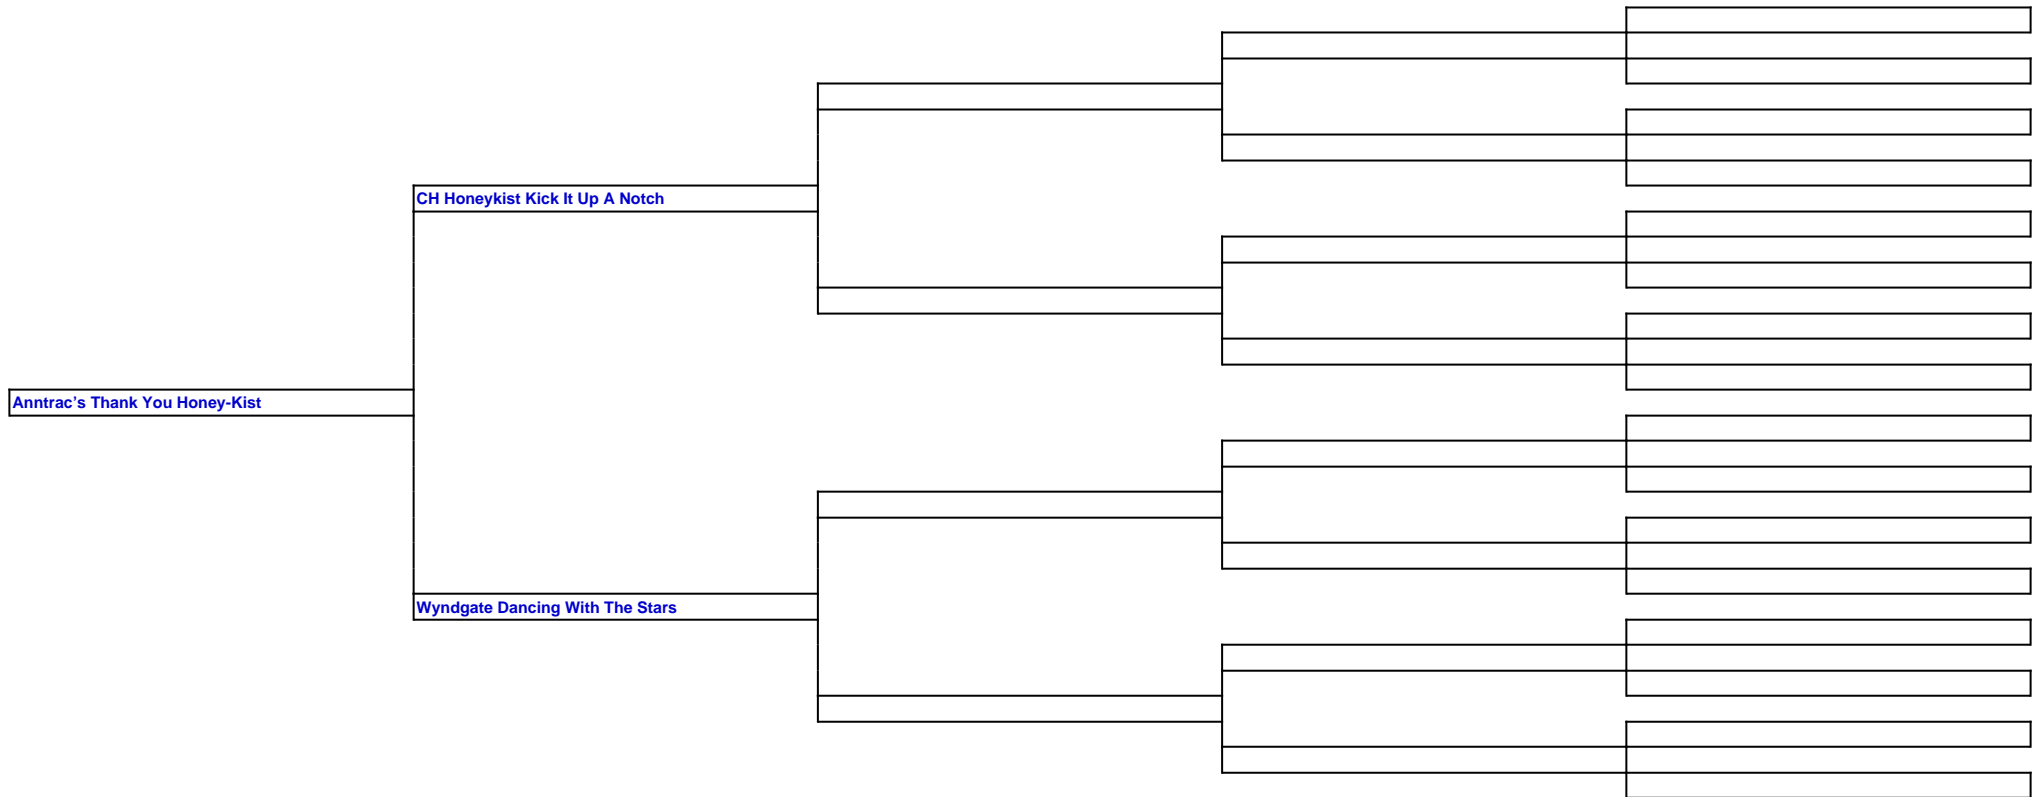 CH Honeykist Kick It Up A Notch
Anntrac’s Thank You Honey-Kist
Wyndgate Dancing With The Stars